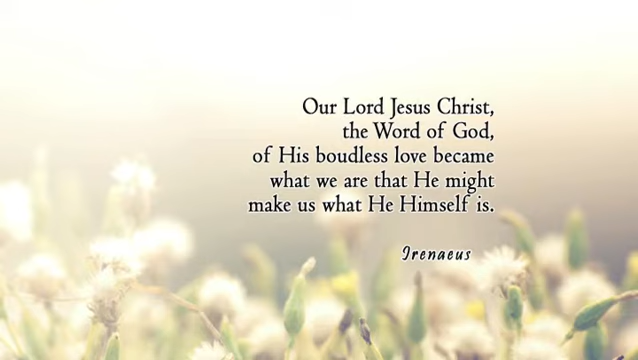 Our Lord Jesus Christ,
the Word of God,
of His boudless love became
what we are that He might
make us what He Himself is.
Irenaeus